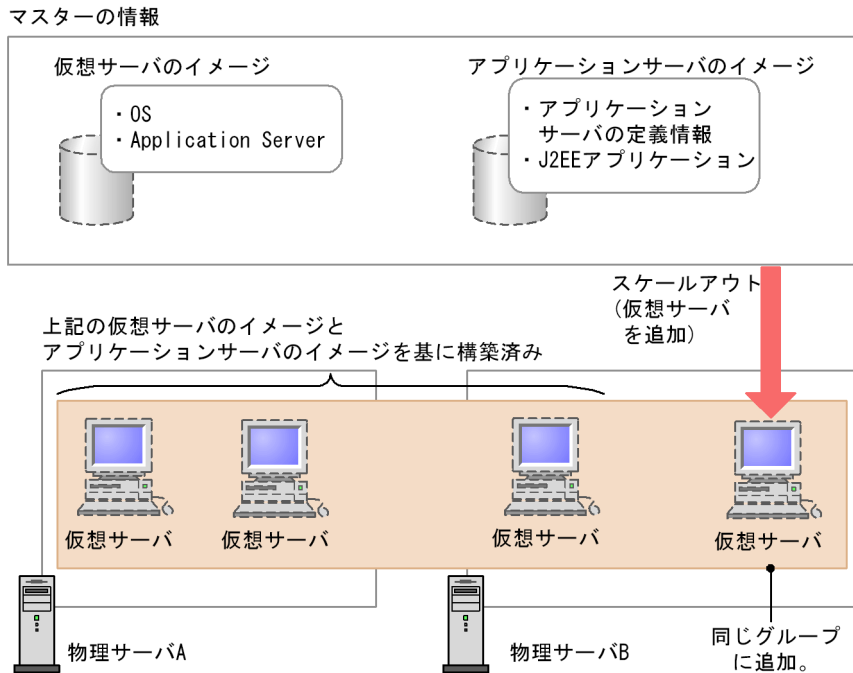 マスターの情報
仮想サーバのイメージ
アプリケーションサーバのイメージ
・OS
・Application Server
・アプリケーション
サーバの定義情報
・J2EEアプリケーション
スケールアウト
(仮想サーバ
を追加)
上記の仮想サーバのイメージと
アプリケーションサーバのイメージを基に構築済み
仮想サーバ
仮想サーバ
仮想サーバ
仮想サーバ
物理サーバA
物理サーバB
同じグループ
に追加。